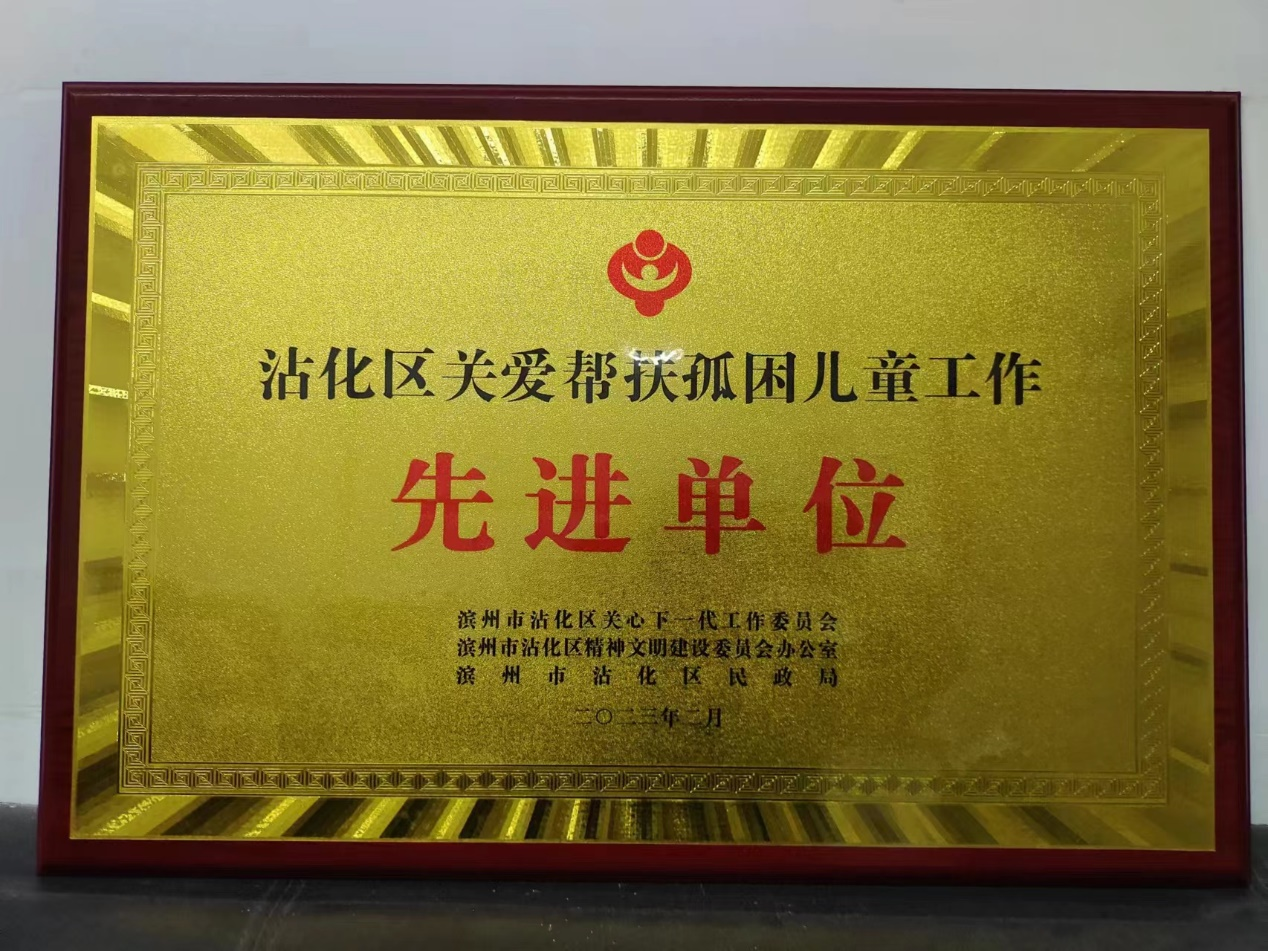 沾化区关爱帮扶孤困儿童工作
先进单位
滨州市沾化区关心下一代工作委员会
滨州市沾化区精神文明建设委员会办公室
滨州市沾化区民政局
二〇二三年二月